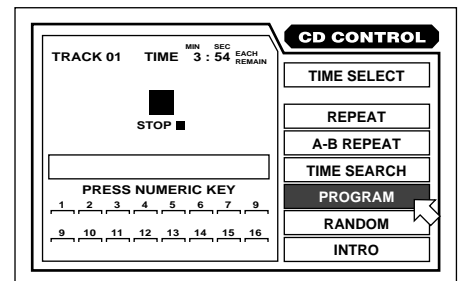 CD CONTROL
TRACK 01 TIME MIN 3 : SEC 54 EACH REMAIN
STOP
PRESS NUMERIC KEY
1 2 3 4 5 6 7 9
9 10 11 12 13 14 15 16
TIME SELECT
REPEAT
A-B REPEAT
TIME SEARCH
PROGRAM
RANDOM
INTRO